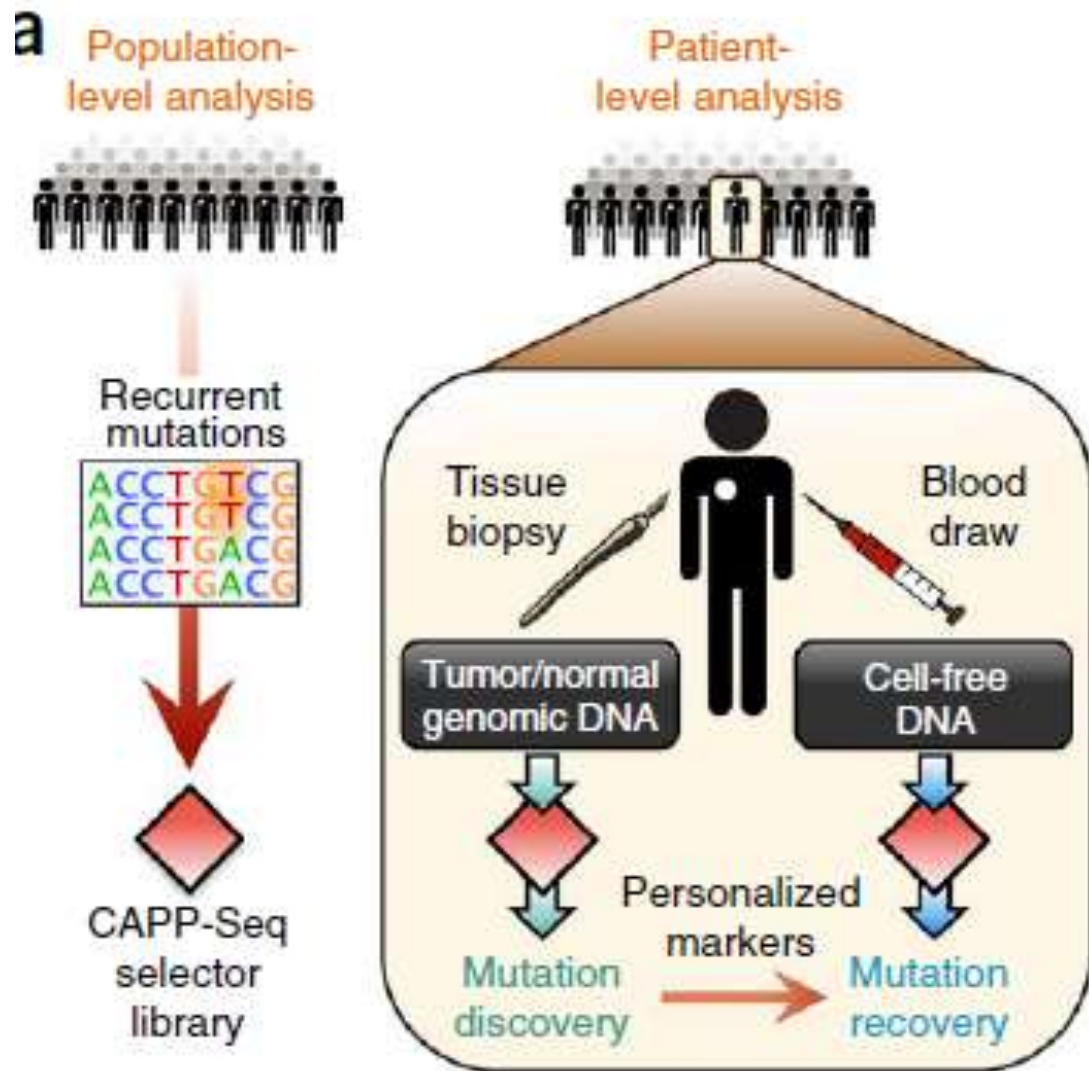 a
Population-
level analysis
Recurrent
mutations
ACCTGTCG
ACCTGTCG
ACCTGACG
ACCTGACG
CAPP-Seq
selector
library
Patient-
level analysis
Tissue
biopsy
Blood
draw
Tumor/normal
genomic DNA
Cell-free
DNA
Personalized
markers
Mutation
discovery
Mutation
recovery